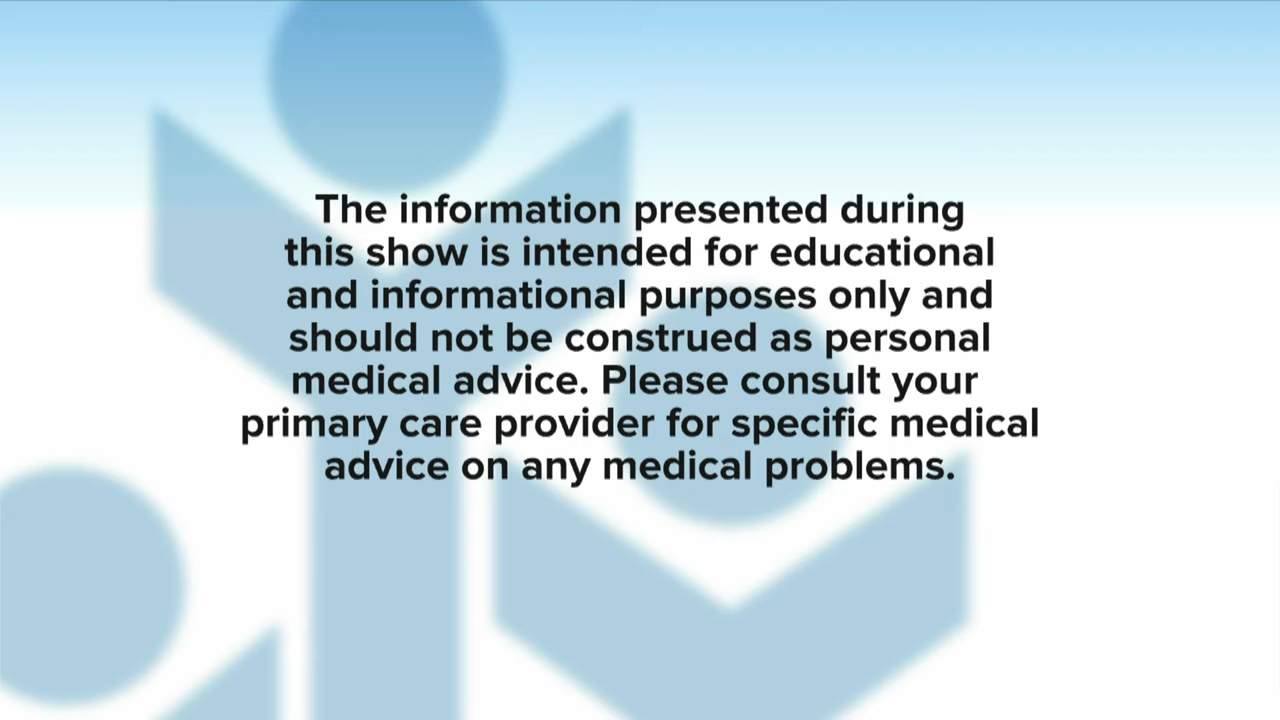 The information presented during
this show is intended for educational
and informational purposes only and
should not be construed as personal
medical advice. Please consult your
primary care provider for specific medical
advice on any medical problems.